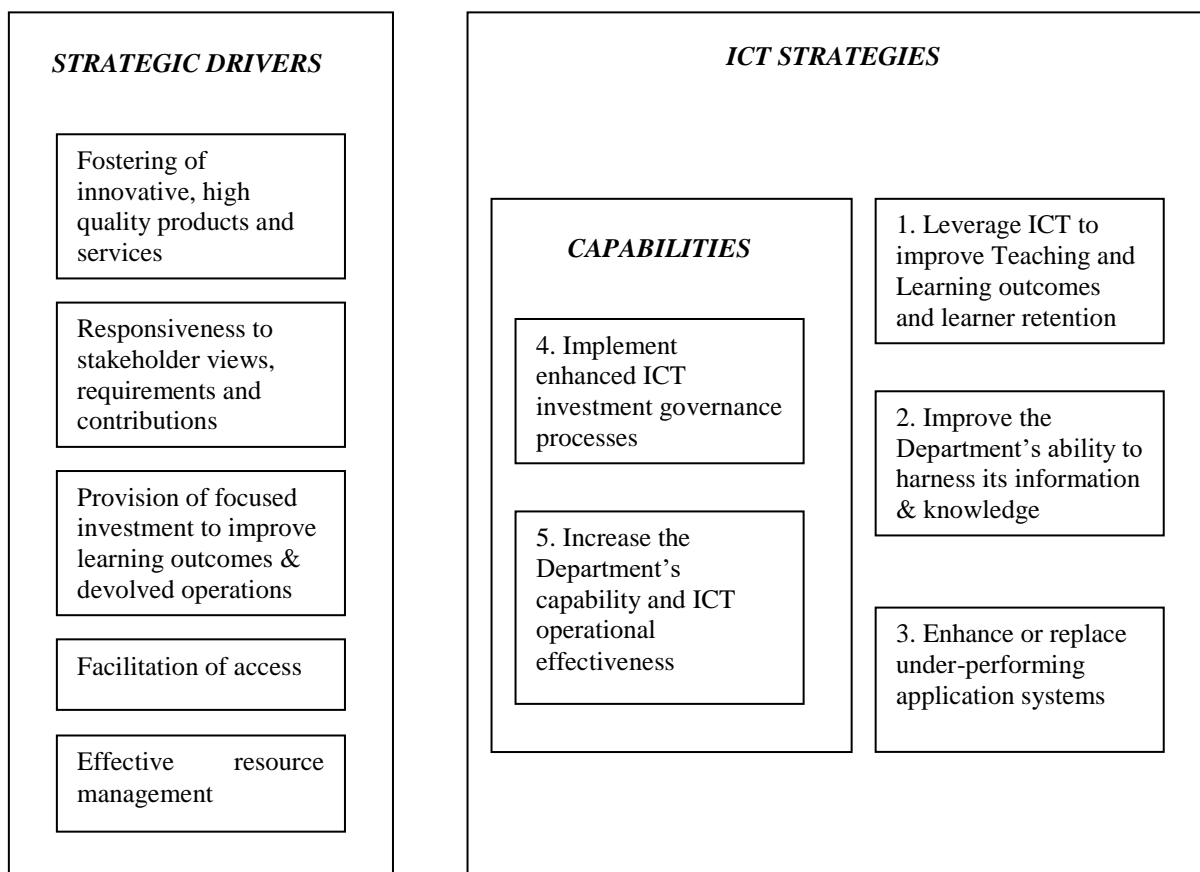 STRATEGIC DRIVERS
Fostering of
innovative, high
quality products and
services
Responsiveness to
stakeholder views,
requirements and
contributions
Provision of focused
investment to improve
learning outcomes &
devolved operations
Facilitation of access
Effective resource
management
ICT STRATEGIES
CAPABILITIES
4. Implement
enhanced ICT
investment governance
processes
5. Increase the
Department’s
capability and ICT
operational
effectiveness
1. Leverage ICT to
improve Teaching and
Learning outcomes
and learner retention
2. Improve the
Department’s ability to
harness its information
& knowledge
3. Enhance or replace
under-performing
application systems